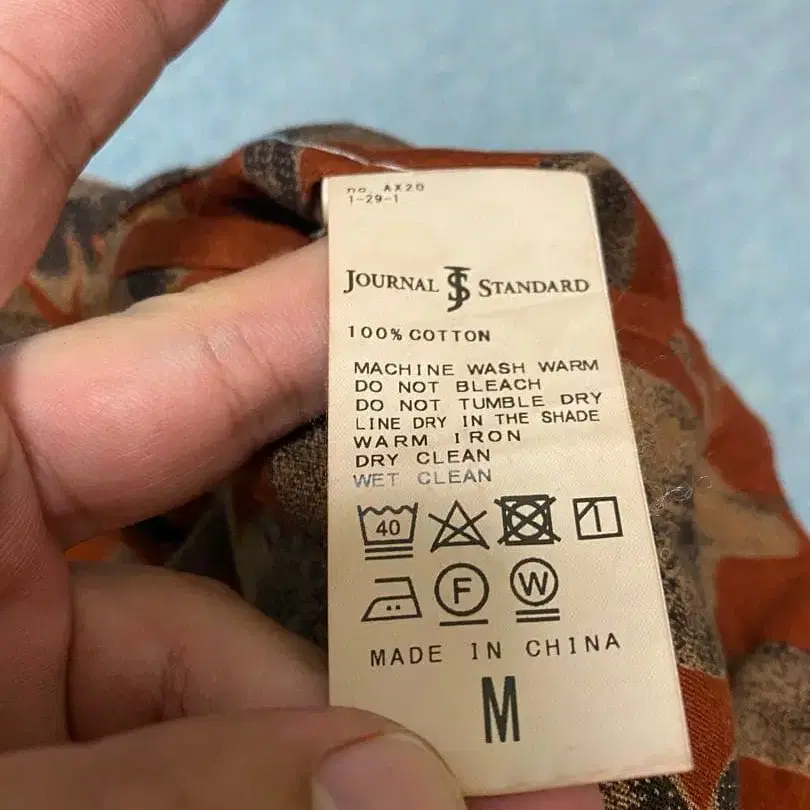 no. AX20
1-29-1
JOURNAL JS STANDARD
100% COTTON
MACHINE WASH WARM
DO NOT BLEACH
DO NOT TUMBLE DRY
LINE DRY IN THE SHADE
WARM IRON
DRY CLEAN
WET CLEAN
40
F W
MADE IN CHINA
M